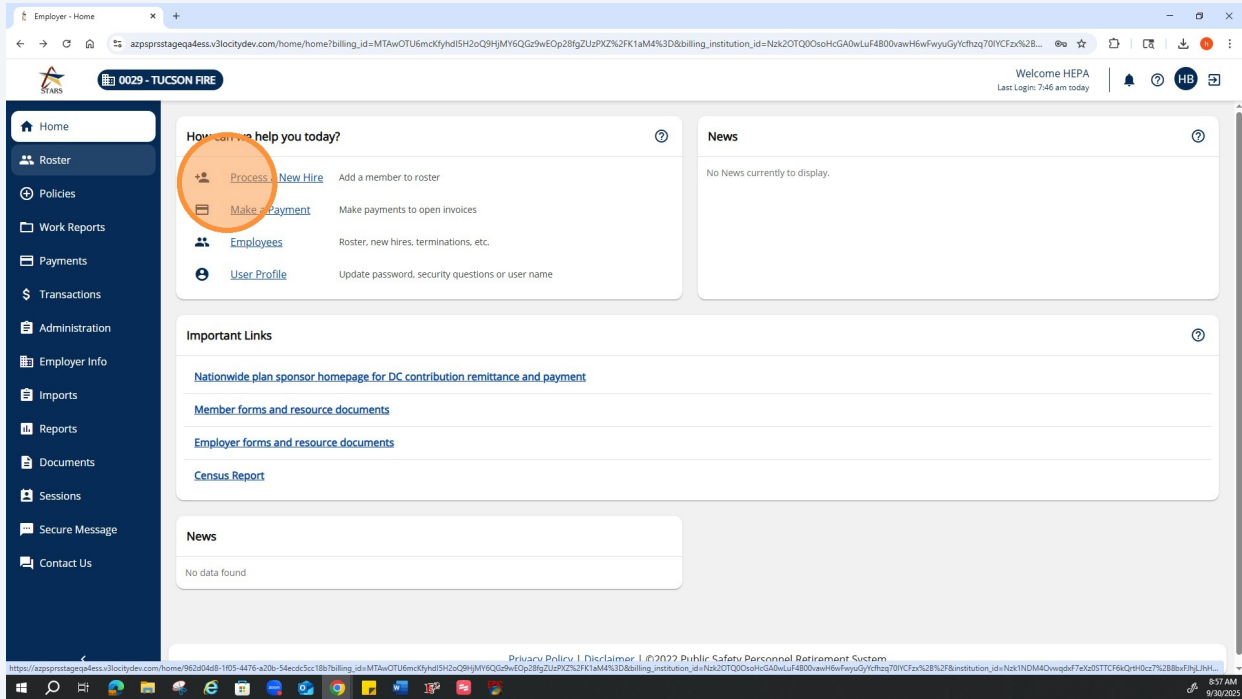 Employer - Home
azpsprsstageqa4ess.v3locitydev.com/home/home?billing_id=MTAwOTU6mcKfyhdI5H2oQ9HjMY6QGz9wEOp28fgZUzPXZ%2FK1aM4%3D&billing_institution_id=Nzk2OTQ0OsoHcGA0wLuF4B00vawH6wFwyuGyYcfhzq70IYCFzx%2B...
STARS
0029 - TUCSON FIRE
Welcome HEPA
Last Login: 7:46 am today
HB
Home
Roster
Policies
Work Reports
Payments
Transactions
Administration
Employer Info
Imports
Reports
Documents
Sessions
Secure Message
Contact Us
How can we help you today?
Process a New Hire Add a member to roster
Make a Payment Make payments to open invoices
Employees Roster, new hires, terminations, etc.
User Profile Update password, security questions or user name
News
No News currently to display.
Important Links
Nationwide plan sponsor homepage for DC contribution remittance and payment
Member forms and resource documents
Employer forms and resource documents
Census Report
News
No data found
Privacy Policy | Disclaimer | ©2022 Public Safety Personnel Retirement System
8:57 AM
9/30/2025